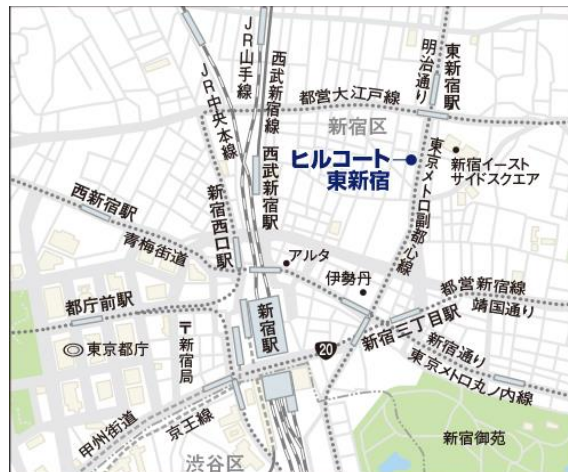 JR山手線
JR中央本線
西武新宿線
西武新宿駅
明治通り
東新宿駅
都営大江戸線
新宿区
ヒルコート
東新宿
新宿イースト
サイドスクエア
東京メトロ副都心線
西新宿駅
青梅街道
新宿西口駅
アルタ
伊勢丹
都営新宿線
靖国通り
都庁前駅
〒新宿局
新宿駅
20
新宿三丁目駅
新宿通り
東京メトロ丸ノ内線
東京都庁
甲州街道
京王線
渋谷区
新宿御苑